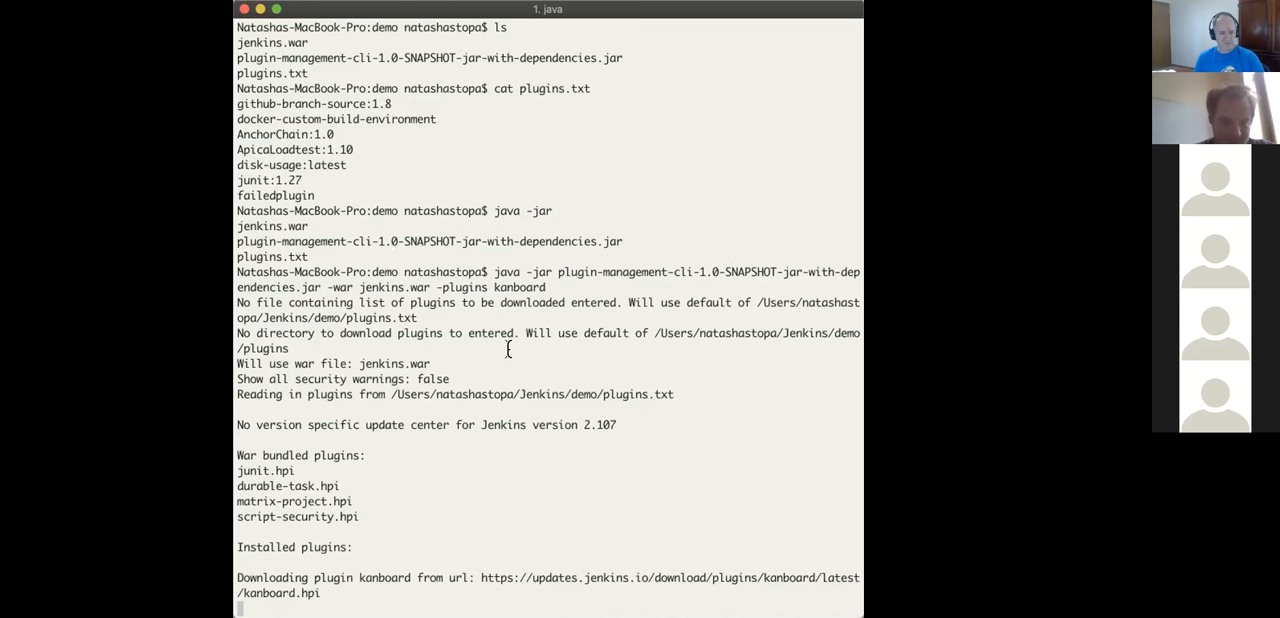 1. java
Natashas-MacBook-Pro:demo natashastopa$ ls
jenkins.war
plugin-management-cli-1.0-SNAPSHOT-jar-with-dependencies.jar
plugins.txt
Natashas-MacBook-Pro:demo natashastopa$ cat plugins.txt
github-branch-source:1.8
docker-custom-build-environment
AnchorChain:1.0
ApicaLoadtest:1.10
disk-usage:latest
junit:1.27
failedplugin
Natashas-MacBook-Pro:demo natashastopa$ java -jar
jenkins.war
plugin-management-cli-1.0-SNAPSHOT-jar-with-dependencies.jar
plugins.txt
Natashas-MacBook-Pro:demo natashastopa$ java -jar plugin-management-cli-1.0-SNAPSHOT-jar-with-dep
endencies.jar -war jenkins.war -plugins kanboard
No file containing list of plugins to be downloaded entered. Will use default of /Users/natashast
opa/Jenkins/demo/plugins.txt
No directory to download plugins to entered. Will use default of /Users/natashastopa/Jenkins/demo
/plugins
Will use war file: jenkins.war
Show all security warnings: false
Reading in plugins from /Users/natashastopa/Jenkins/demo/plugins.txt
No version specific update center for Jenkins version 2.107
War bundled plugins:
junit.hpi
durable-task.hpi
matrix-project.hpi
script-security.hpi
Installed plugins:
Downloading plugin kanboard from url: https://updates.jenkins.io/download/plugins/kanboard/latest
/kanboard.hpi